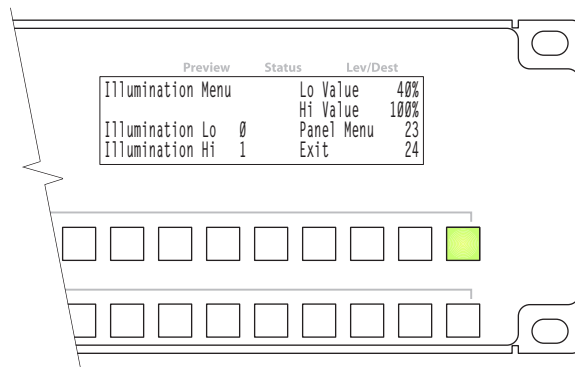 Preview Status Lev/Dest
Illumination Menu Lo Value 40%
Hi Value 100%
Illumination Lo Ø Panel Menu 23
Illumination Hi 1 Exit 24